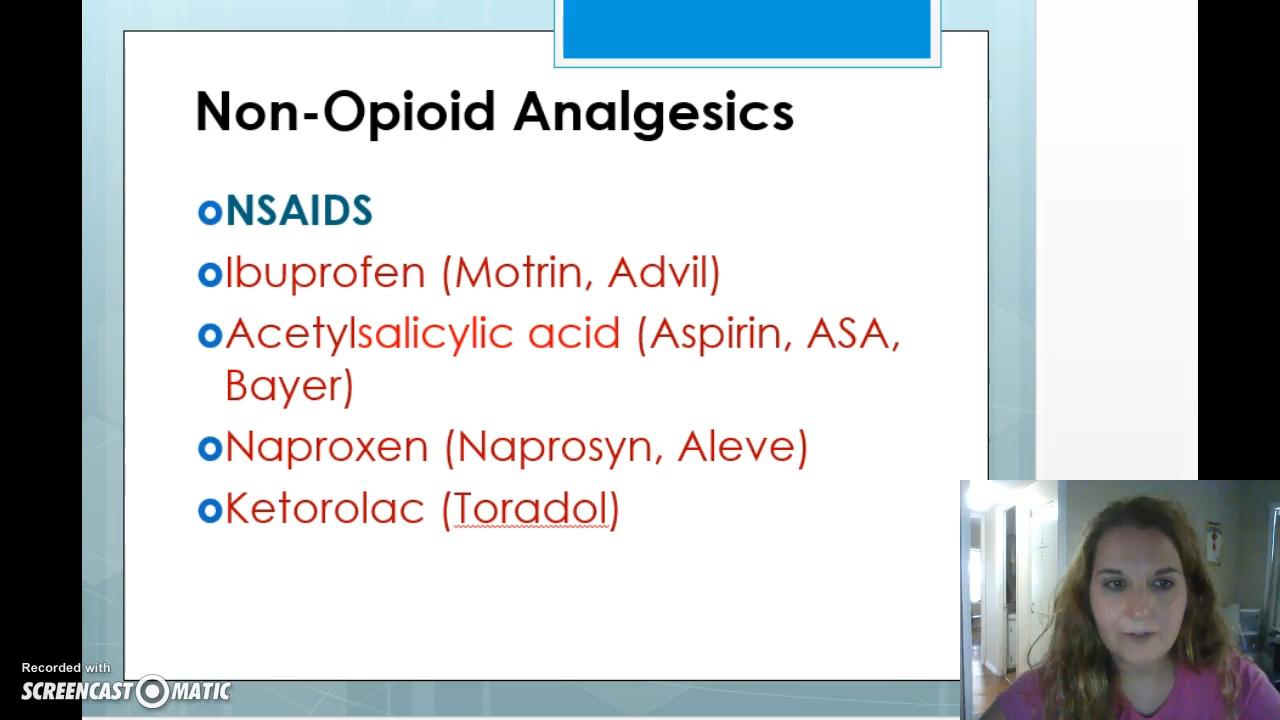 Non-Opioid Analgesics
NSAIDS
Ibuprofen (Motrin, Advil)
Acetylsalicylic acid (Aspirin, ASA,
Bayer)
Naproxen (Naprosyn, Aleve)
Ketorolac (Toradol)
Recorded with
SCREENCAST MATIC